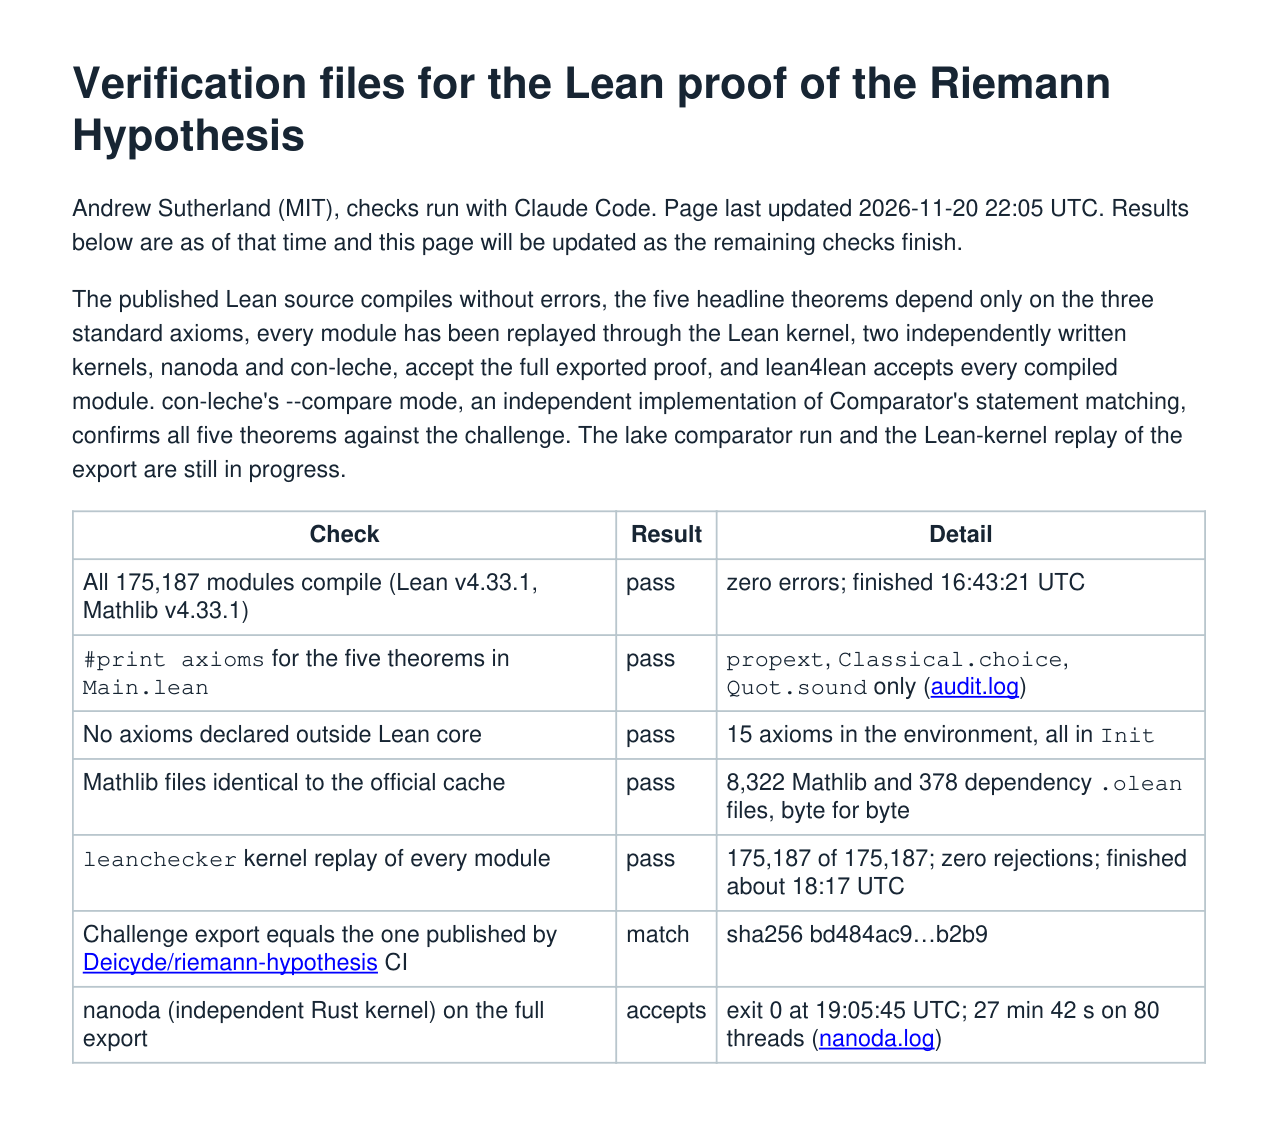 Verification files for the Lean proof of the Riemann
Hypothesis
Andrew Sutherland (MIT), checks run with Claude Code. Page last updated 2026-11-20 22:05 UTC. Results
below are as of that time and this page will be updated as the remaining checks finish.
The published Lean source compiles without errors, the five headline theorems depend only on the three
standard axioms, every module has been replayed through the Lean kernel, two independently written
kernels, nanoda and con-leche, accept the full exported proof, and lean4lean accepts every compiled
module. con-leche's --compare mode, an independent implementation of Comparator's statement matching,
confirms all five theorems against the challenge. The lake comparator run and the Lean-kernel replay of the
export are still in progress.
Check Result Detail
All 175,187 modules compile (Lean v4.33.1, pass zero errors; finished 16:43:21 UTC
Mathlib v4.33.1)
#print axioms for the five theorems in pass propext, Classical.choice,
Main.lean Quot.sound only (audit.log)
No axioms declared outside Lean core pass 15 axioms in the environment, all in Init
Mathlib files identical to the official cache pass 8,322 Mathlib and 378 dependency .olean
files, byte for byte
leanchecker kernel replay of every module pass 175,187 of 175,187; zero rejections; finished
about 18:17 UTC
Challenge export equals the one published by match sha256 bd484ac9…b2b9
Deicyde/riemann-hypothesis CI
nanoda (independent Rust kernel) on the full accepts exit 0 at 19:05:45 UTC; 27 min 42 s on 80
export threads (nanoda.log)